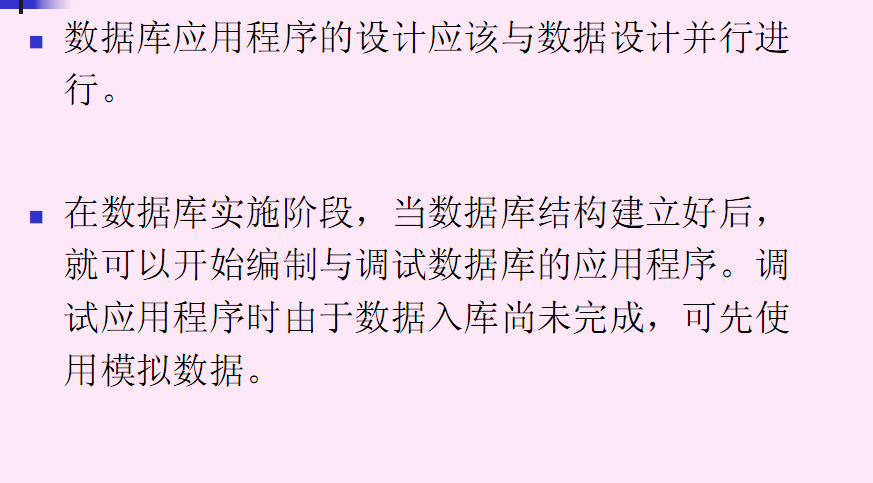 数据库应用程序的设计应该与数据设计并行进
行。
在数据库实施阶段，当数据库结构建立好后，
就可以开始编制与调试数据库的应用程序。调
试应用程序时由于数据入库尚未完成，可先使
用模拟数据。